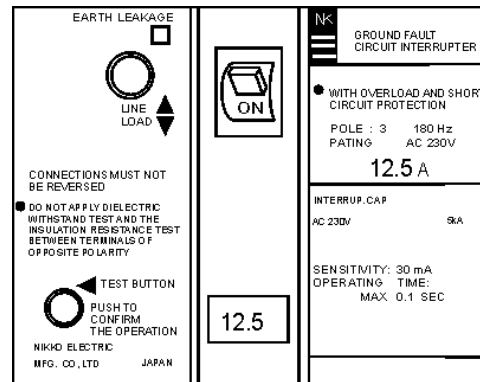 EARTH LEAKAGE
LINE
LOAD
CONNECTIONS MUST NOT
BE REVERSED
DO NOT APPLY DIELECTRIC
WITHSTAND TEST AND THE
INSULATION RESISTANCE TEST
BETWEEN TERMINALS OF
OPPOSITE POLARITY
TEST BUTTON
PUSH TO
CONFIRM
THE OPERATION
NIKKO ELECTRIC
MFG. CO, LTD JAPAN
ON
12.5
NK
GROUND FAULT
CIRCUIT INTERRUPTER
WITH OVERLOAD AND SHORT
CIRCUIT PROTECTION
POLE : 3 180 Hz
PATING AC 230V
12.5 A
INTERRUP.CAP
AC 230V 5kA
SENSITIVITY: 30 mA
OPERATING TIME:
MAX 0.1 SEC